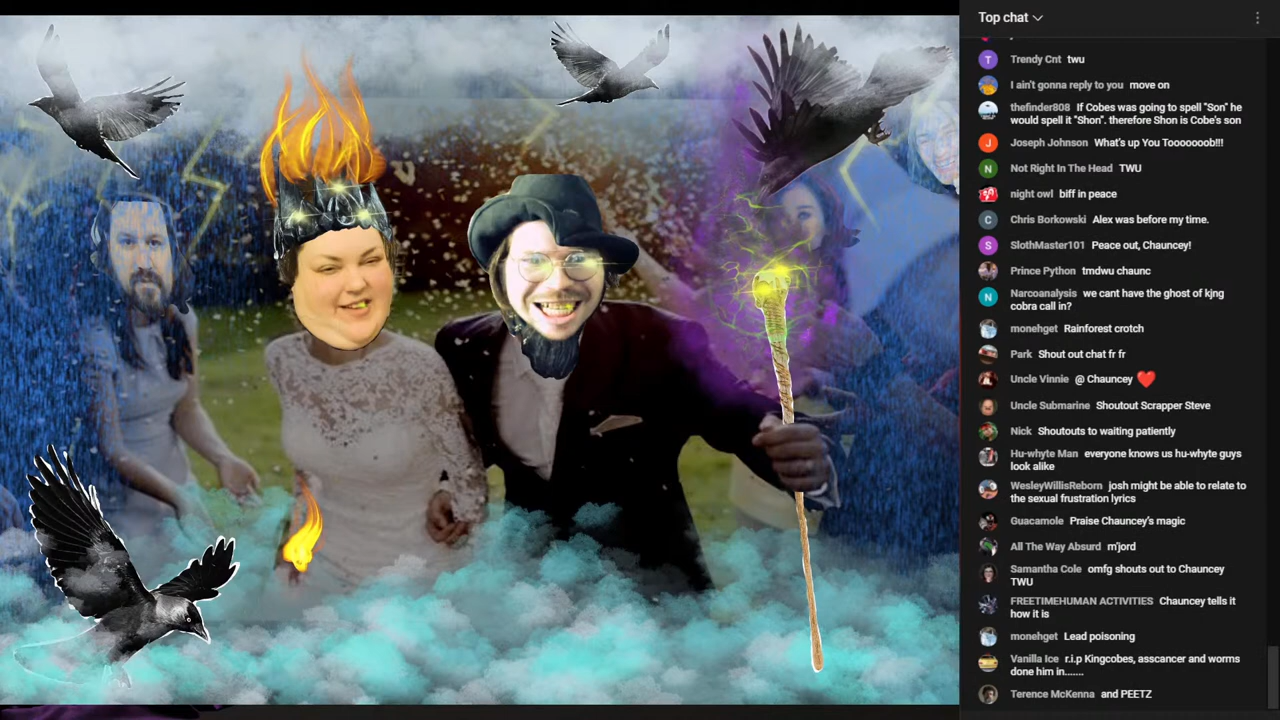 Top chat
Trendy Cnt twu
I ain't gonna reply to you move on
thefinder808 If Cobes was going to spell "Son" he
would spell it "Shon". therefore Shon is Cobe's son
Joseph Johnson What's up You Tooooooob!!!
Not Right In The Head TWU
night owl biff in peace
Chris Borkowski Alex was before my time.
SlothMaster101 Peace out, Chauncey!
Prince Python tmdwu chaunc
Narcoanalysis we cant have the ghost of kjng
cobra call in?
monehget Rainforest crotch
Park Shout out chat fr fr
Uncle Vinnie @ Chauncey ❤️
Uncle Submarine Shoutout Scrapper Steve
Nick Shoutouts to waiting patiently
Hu-whyte Man everyone knows us hu-whyte guys
look alike
WesleyWillisReborn josh might be able to relate to
the sexual frustration lyrics
Guacamole Praise Chauncey's magic
All The Way Absurd m'jord
Samantha Cole omfg shouts out to Chauncey
TWU
FREETIMEHUMAN ACTIVITIES Chauncey tells it
how it is
monehget Lead poisoning
Vanilla Ice r.i.p Kingcobes, asscancer and worms
done him in.......
Terence McKenna and PEETZ